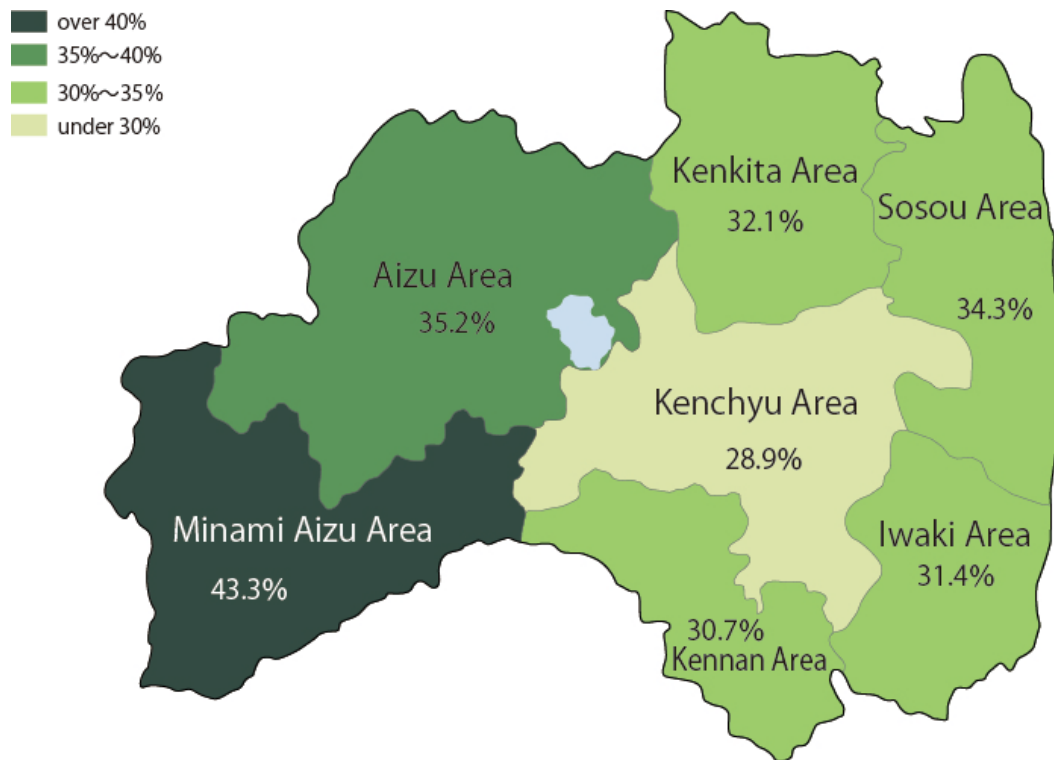 over 40%
35%～40%
30%～35%
under 30%
Kenkita Area
32.1%
Sosou Area
34.3%
Aizu Area
35.2%
Kenchyu Area
28.9%
Minami Aizu Area
43.3%
Iwaki Area
31.4%
30.7%
Kennan Area